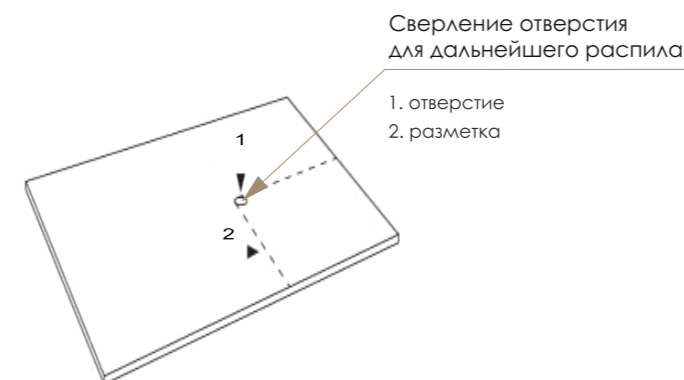 Сверление отверстия
для дальнейшего распила
1. отверстие
2. разметка
1
2